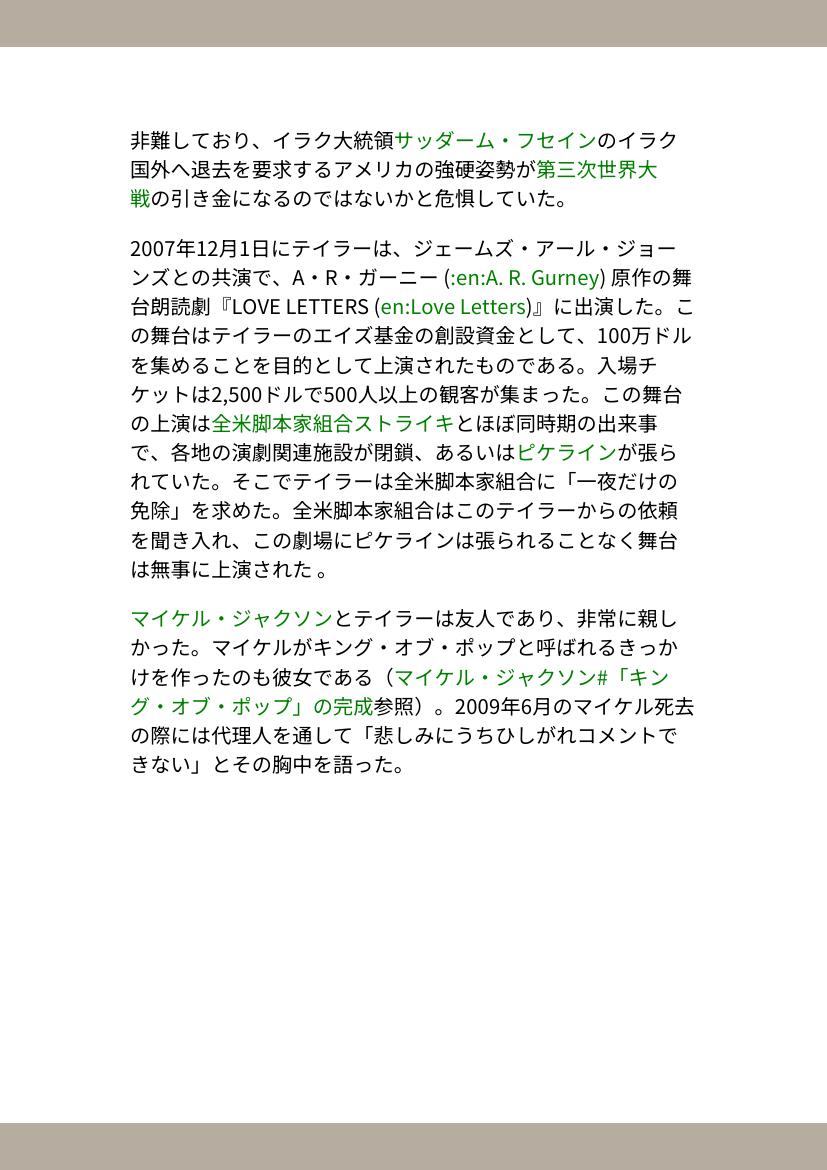 非難しており、イラク大統領サッダーム・フセインのイラク
国外へ退去を要求するアメリカの強硬姿勢が第三次世界大
戦の引き金になるのではないかと危惧していた。
2007年12月1日にテイラーは、ジェームズ・アール・ジョー
ンズとの共演で、A・R・ガーニー (:en:A. R. Gurney) 原作の舞
台朗読劇『LOVE LETTERS (en:Love Letters)』に出演した。こ
の舞台はテイラーのエイズ基金の創設資金として、100万ドル
を集めることを目的として上演されたものである。入場チ
ケットは2,500ドルで500人以上の観客が集まった。この舞台
の上演は全米脚本家組合ストライキとほぼ同時期の出来事
で、各地の演劇関連施設が閉鎖、あるいはピケラインが張ら
れていた。そこでテイラーは全米脚本家組合に「一夜だけの
免除」を求めた。全米脚本家組合はこのテイラーからの依頼
を聞き入れ、この劇場にピケラインは張られることなく舞台
は無事に上演された 。
マイケル・ジャクソンとテイラーは友人であり、非常に親し
かった。マイケルがキング・オブ・ポップと呼ばれるきっか
けを作ったのも彼女である（マイケル・ジャクソン#「キン
グ・オブ・ポップ」の完成参照）。2009年6月のマイケル死去
の際には代理人を通して「悲しみにうちひしがれコメントで
きない」とその胸中を語った。